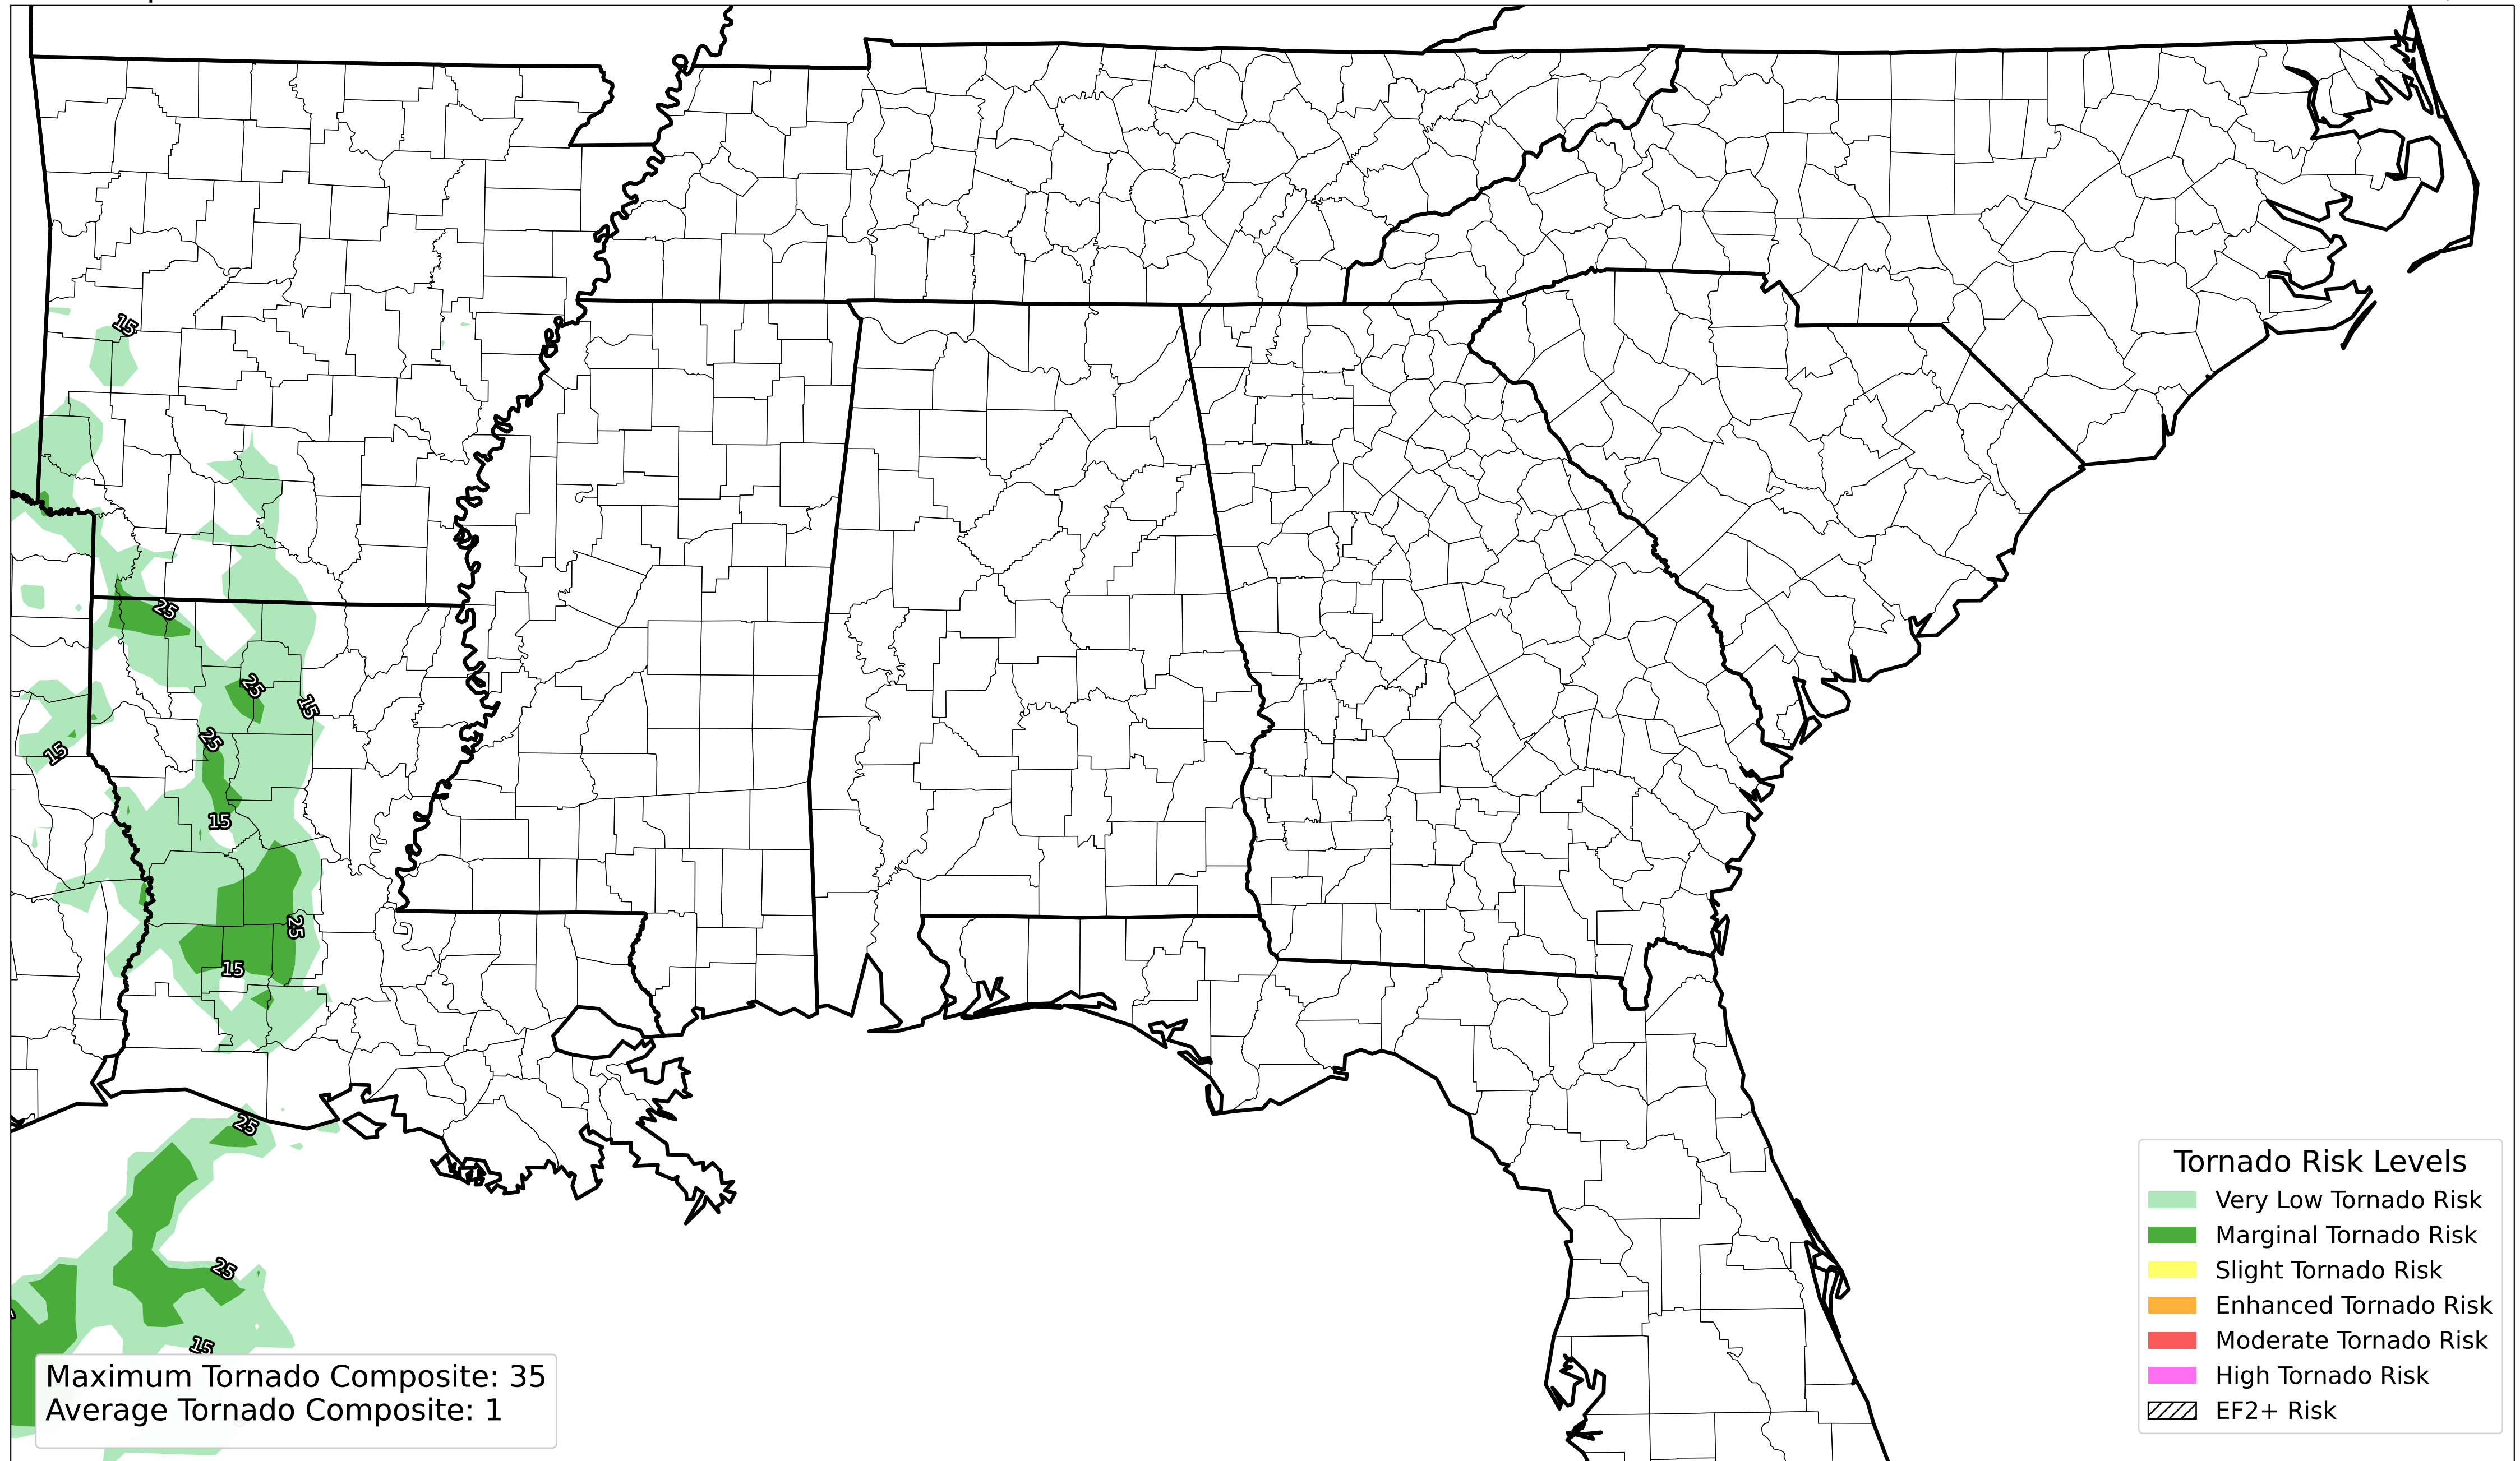 15
25
25
15
25
15
15
25
15
25
25
15
Maximum Tornado Composite: 35
Average Tornado Composite: 1
Tornado Risk Levels
Very Low Tornado Risk
Marginal Tornado Risk
Slight Tornado Risk
Enhanced Tornado Risk
Moderate Tornado Risk
High Tornado Risk
EF2+ Risk